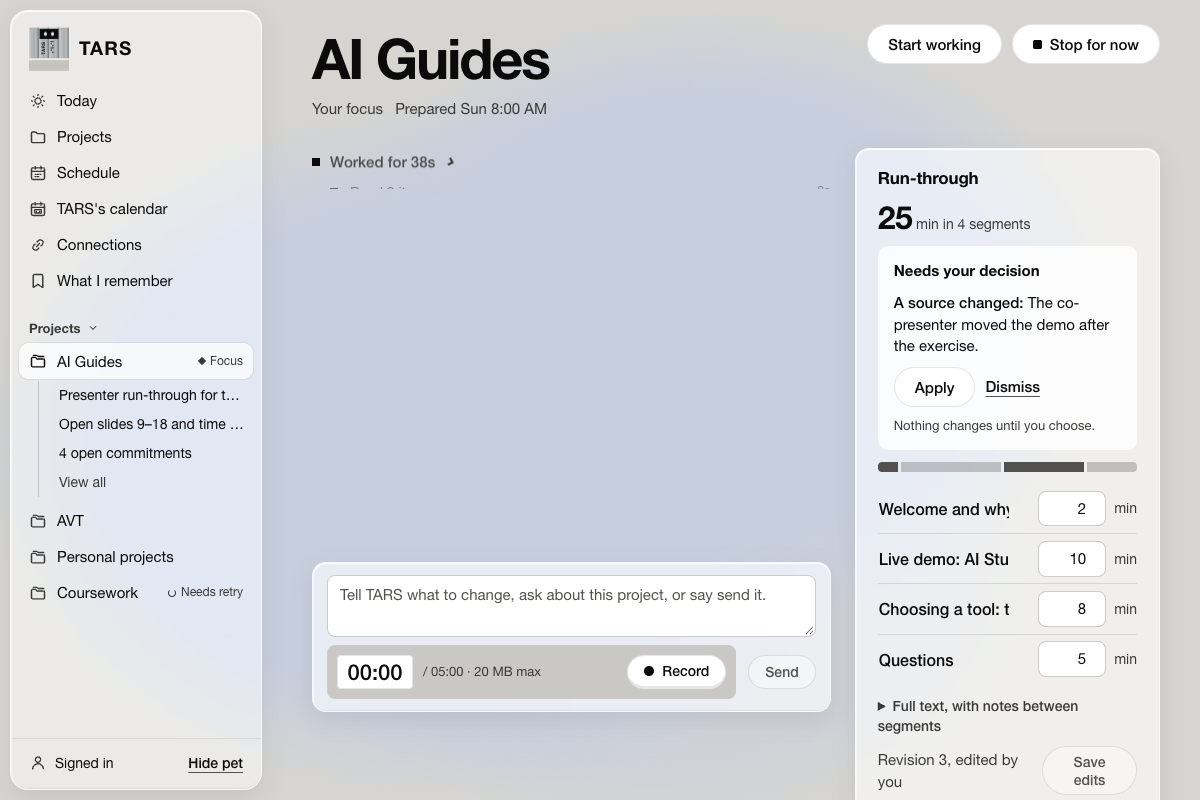 TARS
Today
Projects
Schedule
TARS's calendar
Connections
What I remember
Projects
AI Guides
Focus
Presenter run-through for t…
Open slides 9–18 and time …
4 open commitments
View all
AVT
Personal projects
Coursework
Needs retry
Signed in
Hide pet
AI Guides
Your focus Prepared Sun 8:00 AM
Start working
Stop for now
Worked for 38s
Tell TARS what to change, ask about this project, or say send it.
00:00
/ 05:00 · 20 MB max
Record
Send
Run-through
25 min in 4 segments
Needs your decision
A source changed: The co-
presenter moved the demo after
the exercise.
Apply
Dismiss
Nothing changes until you choose.
Welcome and why 2 min
Live demo: AI Stu 10 min
Choosing a tool: t 8 min
Questions 5 min
Full text, with notes between
segments
Revision 3, edited by
you
Save
edits